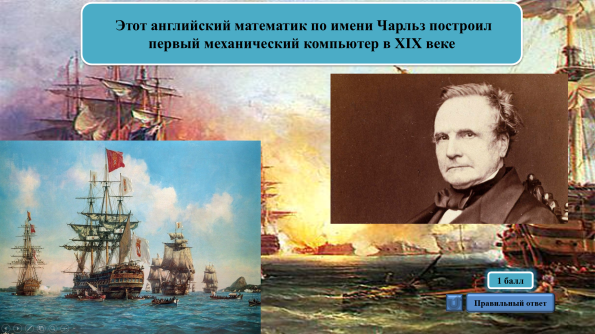 Этот английский математик по имени Чарльз построил
первый механический компьютер в XIX веке
1 балл
Правильный ответ